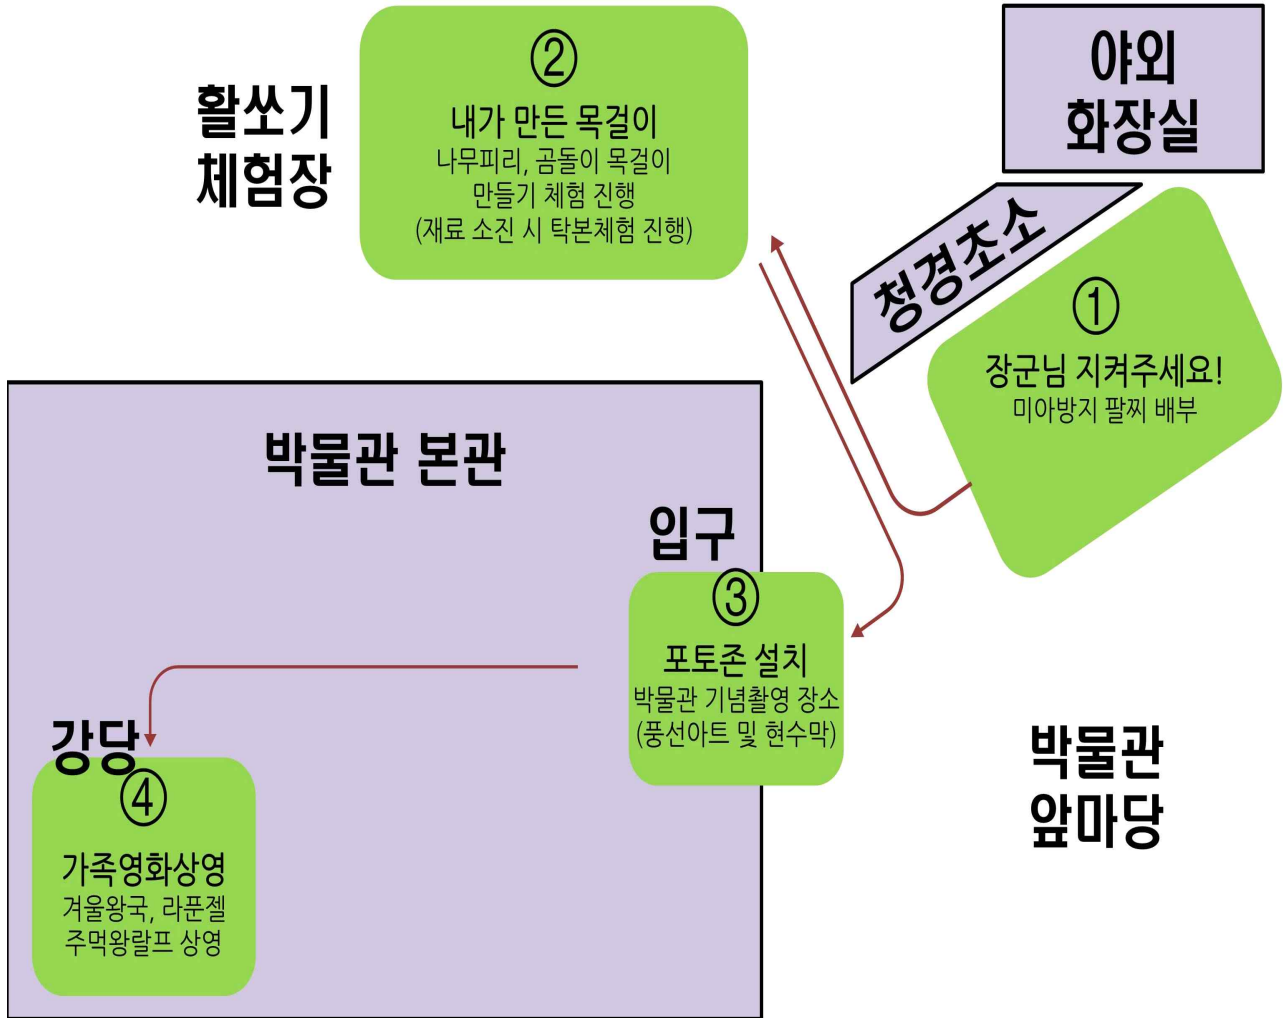 ②
내가 만든 목걸이
나무피리, 곰돌이 목걸이
만들기 체험 진행
(재료 소진 시 탁본체험 진행)
활쏘기
체험장
야외
화장실
청경초소
①
장군님 지켜주세요!
미아방지 팔찌 배부
박물관 본관
입구
③
포토존 설치
박물관 기념촬영 장소
(풍선아트 및 현수막)
강당
④
가족영화상영
겨울왕국, 라푼젤
주먹왕랄프 상영
박물관
앞마당